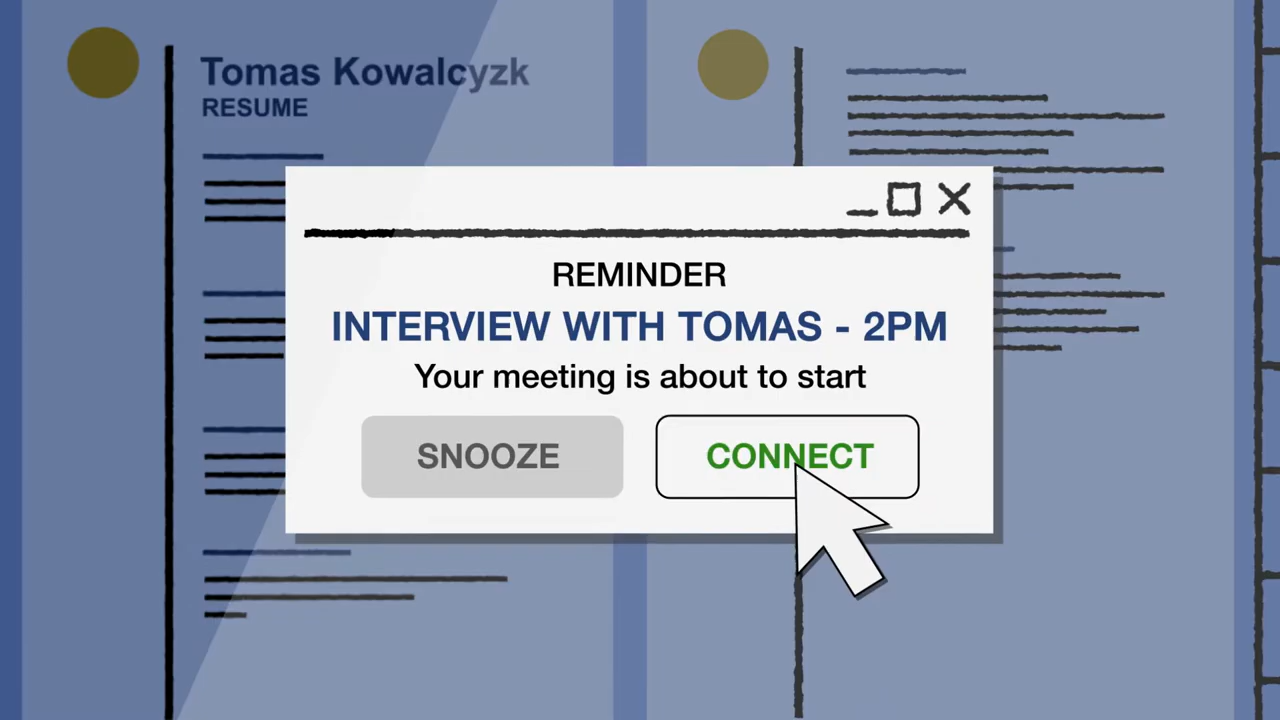 Tomas Kowalcyzk
RESUME
REMINDER
INTERVIEW WITH TOMAS - 2PM
Your meeting is about to start
SNOOZE
CONNECT